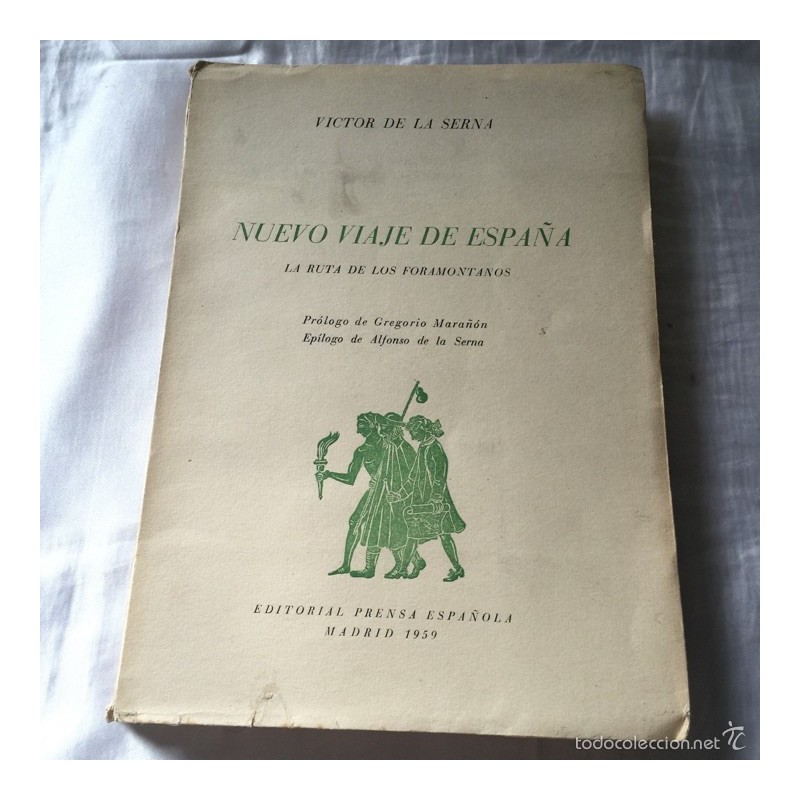 VICTOR DE LA SERNA
NUEVO VIAJE DE ESPAÑA
LA RUTA DE LOS FORAMONTANOS
Prólogo de Gregorio Marañón
Epílogo de Alfonso de la Serna
EDITORIAL PRENSA ESPAÑOLA
MADRID 1959
todocoleccion.net